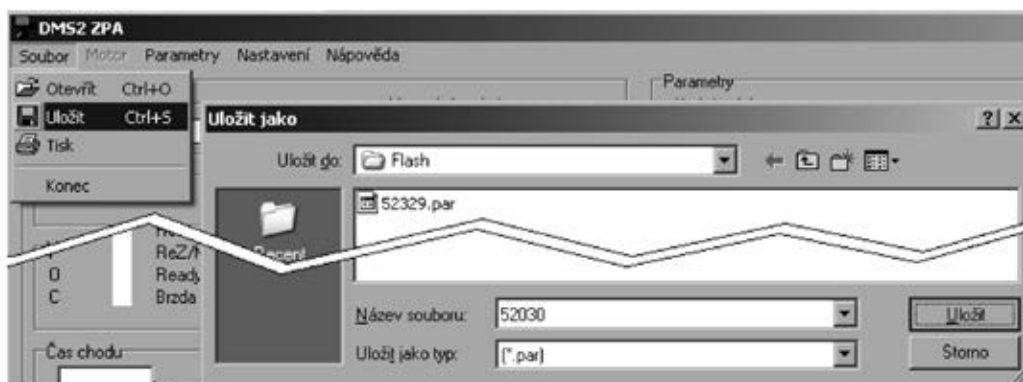 DMS2 ZPA
Soubor Motor Parametry Nastavení Nápověda
Otevřít Ctrl+O
Uložit Ctrl+S
Tisk
Konec
Parametry
Uložit jako
Uložit do: Flash
52329.par
Recent
ReZ/
O Ready
C Brzda
Název souboru: 52030 Uložit
Uložit jako typ: (*.par) Storno
Čas chodu